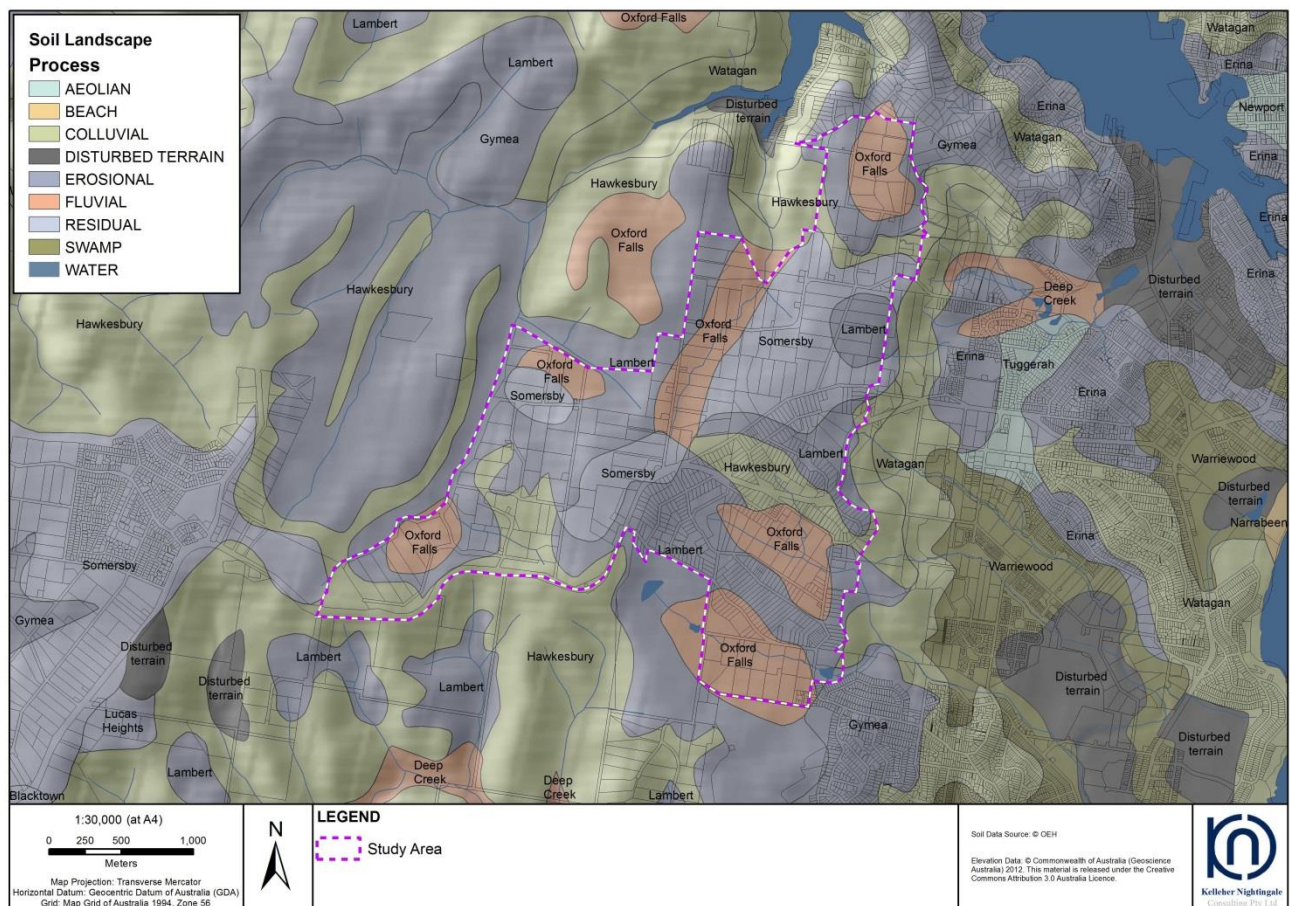 Soil Landscape
Process
AEOLIAN
BEACH
COLLUVIAL
DISTURBED TERRAIN
EROSIONAL
FLUVIAL
RESIDUAL
SWAMP
WATER
Lambert
Oxford Falls
Lambert
Watagan
Watagan
Erina
Disturbed
terrain
Erina
Newport
Gymea
Oxford
Falls
Gymea
Watagan
Erina
Hawkesbury
Hawkesbury
Oxford
Falls
Erina
Hawkesbury
Deep
Creek
Disturbed
terrain
Erina
Hawkesbury
Oxford
Falls
Somersby
Lambert
Lambert
Erina
Tuggerah
Oxford
Falls
Somersby
Erina
Somersby
Hawkesbury
Lambert
Watagan
Warriewood
Disturbed
terrain
Narrabeen
Oxford
Falls
Oxford
Falls
Erina
Lambert
Somersby
Warriewood
Watagan
Gymea
Disturbed
terrain
Lambert
Hawkesbury
Oxford
Falls
Disturbed
terrain
Lambert
Disturbed
terrain
Lucas
Heights
Gymea
Disturbed
terrain
Lambert
Deep
Creek
Deep
Creek
Lambert
Blacktown
1:30,000 (at A4)
0 250 500 1,000
Meters
Map Projection: Transverse Mercator
Horizontal Datum: Geocentric Datum of Australia (GDA)
Grid: Map Grid of Australia 1994, Zone 56
N
LEGEND
Study Area
Soil Data Source: © OEH
Elevation Data: © Commonwealth of Australia (Geoscience
Australia) 2012. This material is released under the Creative
Commons Attribution 3.0 Australia Licence.
Kelleher Nightingale
Consulting Pty Ltd